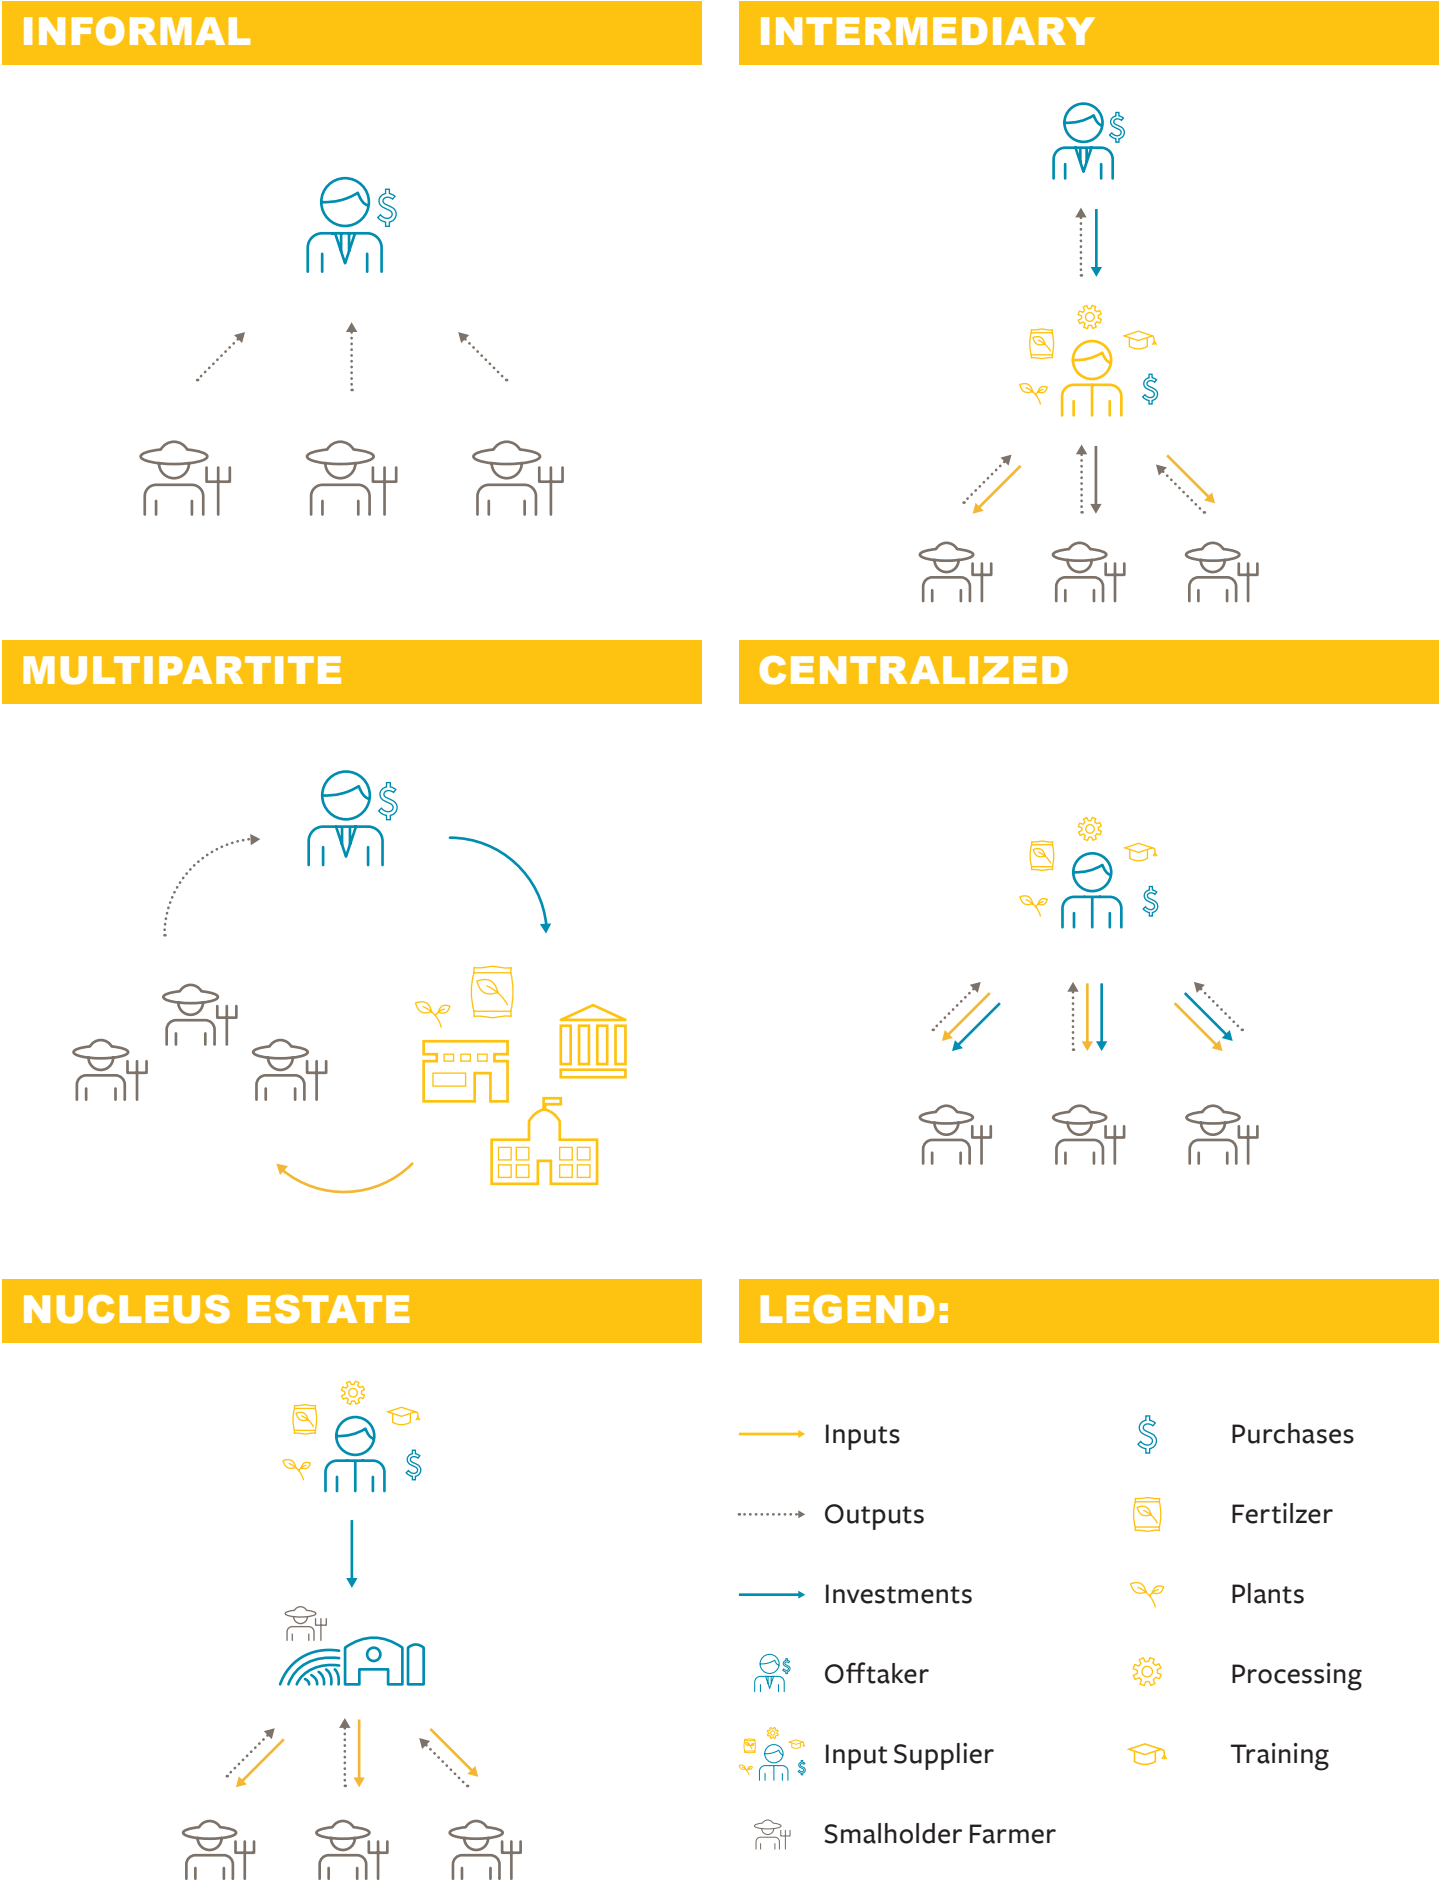 INFORMAL
INTERMEDIARY
MULTIPARTITE
CENTRALIZED
NUCLEUS ESTATE
LEGEND:
Inputs
Outputs
Investments
Offtaker
Input Supplier
Smalholder Farmer
Purchases
Fertilzer
Plants
Processing
Training